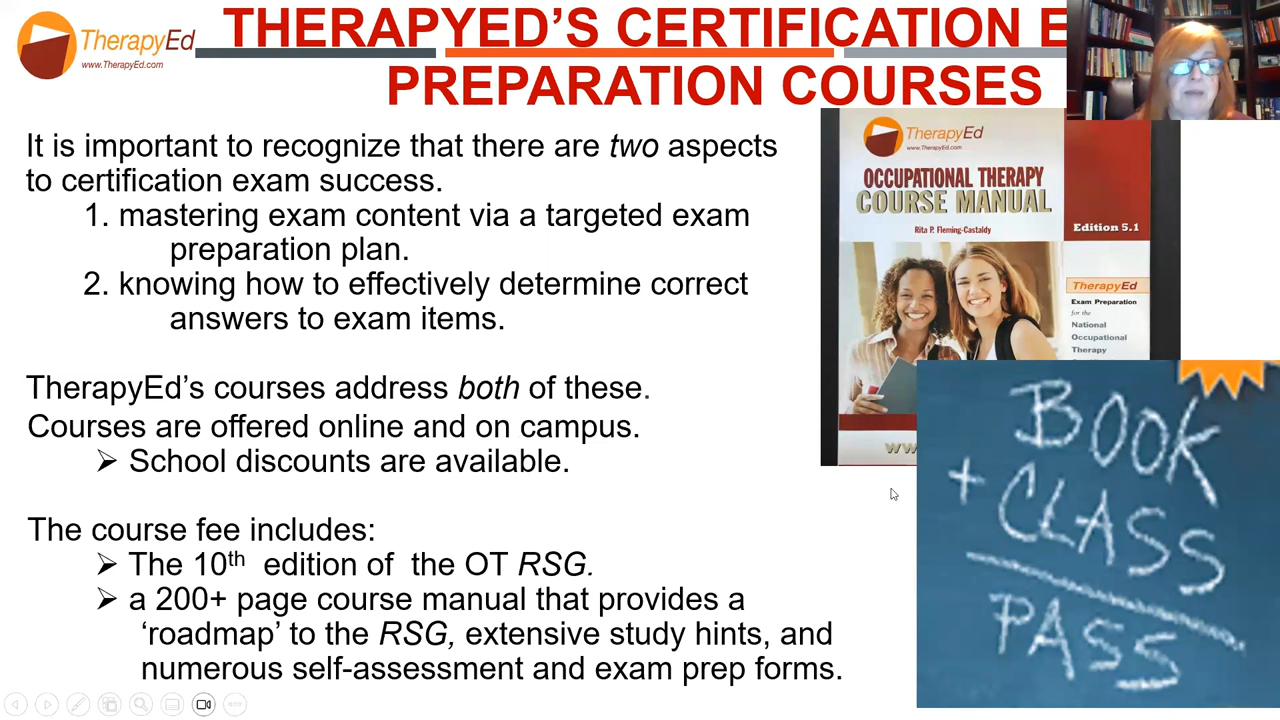 TherapyEd
www.TherapyEd.com
THERAPYED'S CERTIFICATION E
PREPARATION COURSES
It is important to recognize that there are two aspects
to certification exam success.
1. mastering exam content via a targeted exam
preparation plan.
2. knowing how to effectively determine correct
answers to exam items.
TherapyEd's courses address both of these.
Courses are offered online and on campus.
➢ School discounts are available.
The course fee includes:
➢ The 10th edition of the OT RSG.
➢ a 200+ page course manual that provides a
'roadmap' to the RSG, extensive study hints, and
numerous self-assessment and exam prep forms.
TherapyEd
www.TherapyEd.com
OCCUPATIONAL THERAPY
COURSE MANUAL
Rita P. Fleming-Castaldy
Edition 5.1
TherapyEd
Exam Preparation
for the
National
Occupational
Therapy
BOOK
+ CLASS
PASS